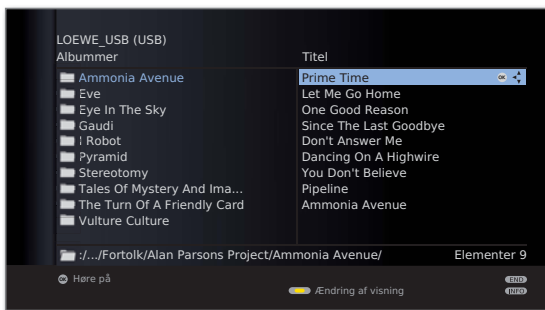 LOEWE_USB (USB)
Albummer
Titel
Ammonia Avenue
Eve
Eye In The Sky
Gaudi
I Robot
Pyramid
Stereotomy
Tales Of Mystery And Ima...
The Turn Of A Friendly Card
Vulture Culture
Prime Time OK
Let Me Go Home
One Good Reason
Since The Last Goodbye
Don't Answer Me
Dancing On A Highwire
You Don't Believe
Pipeline
Ammonia Avenue
:/.../Fortolk/Alan Parsons Project/Ammonia Avenue/ Elementer 9
OK Høre på
END
Ændring af visning
INFO